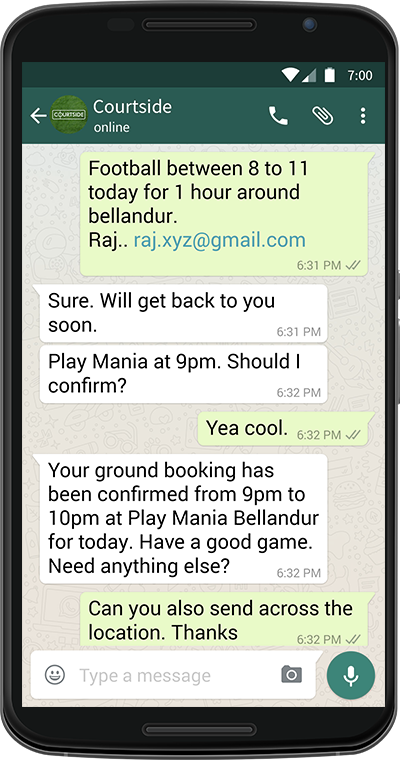 7:00
COURTSIDE
Courtside
online
Football between 8 to 11
today for 1 hour around
bellandur.
Raj.. raj.xyz@gmail.com
6:31 PM
Sure. Will get back to you
soon.
6:31 PM
Play Mania at 9pm. Should I
confirm?
6:32 PM
Yea cool.
6:32 PM
Your ground booking has
been confirmed from 9pm to
10pm at Play Mania Bellandur
for today. Have a good game.
Need anything else?
6:32 PM
Can you also send across the
location. Thanks
6:32 PM
Type a message